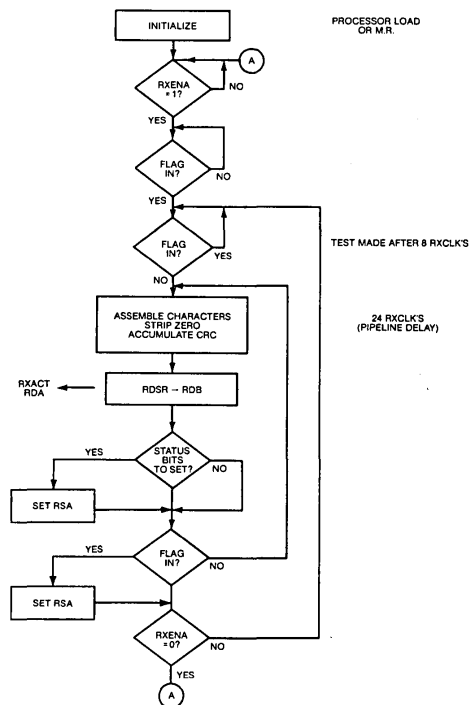 INITIALIZE
PROCESSOR LOAD
OR M.R.
A
RXENA
= 1?
NO
YES
FLAG
IN?
NO
YES
FLAG
IN?
YES
TEST MADE AFTER 8 RXCLK'S
NO
ASSEMBLE CHARACTERS
STRIP ZERO
ACCUMULATE CRC
24 RXCLK'S
(PIPELINE DELAY)
RXACT
RDA
RDSR – RDB
YES
STATUS
BITS
TO SET?
NO
SET RSA
YES
FLAG
IN?
NO
SET RSA
RXENA
= 0?
NO
YES
A